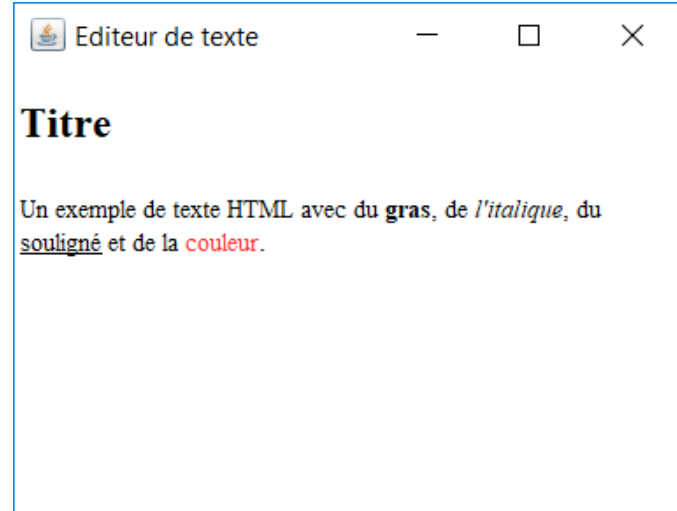 Editeur de texte
Titre
Un exemple de texte HTML avec du gras, de l'italique, du
souligné et de la couleur.